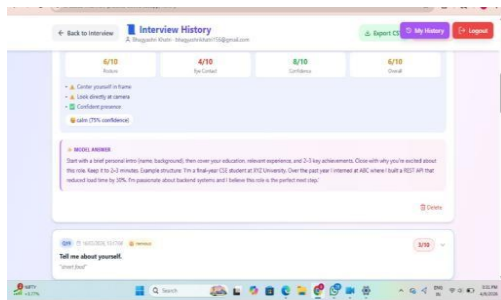 ← Back to Interview
Interview History
Export CS
My History
Logout
6/10
4/10
8/10
6/10
Posture
Eye Contact
Confidence
Overall
Center yourself in frame
Look directly at camera
Confident presence
calm (75% confidence)
MODEL ANSWER
Start with a brief personal intro (name, background), then cover your education, relevant experience, and 2-3 key achievements. Close with why you're excited about
this role. Keep it to 2-3 minutes. Example structure: 'I'm a final-year CSE student at XYZ University. Over the past year I interned at ABC where I built a REST API that
reduced load time by 30%. I'm passionate about backend systems and I believe this role is the perfect next step.'
Delete
3/10
Tell me about yourself.
Search
ENG
IN